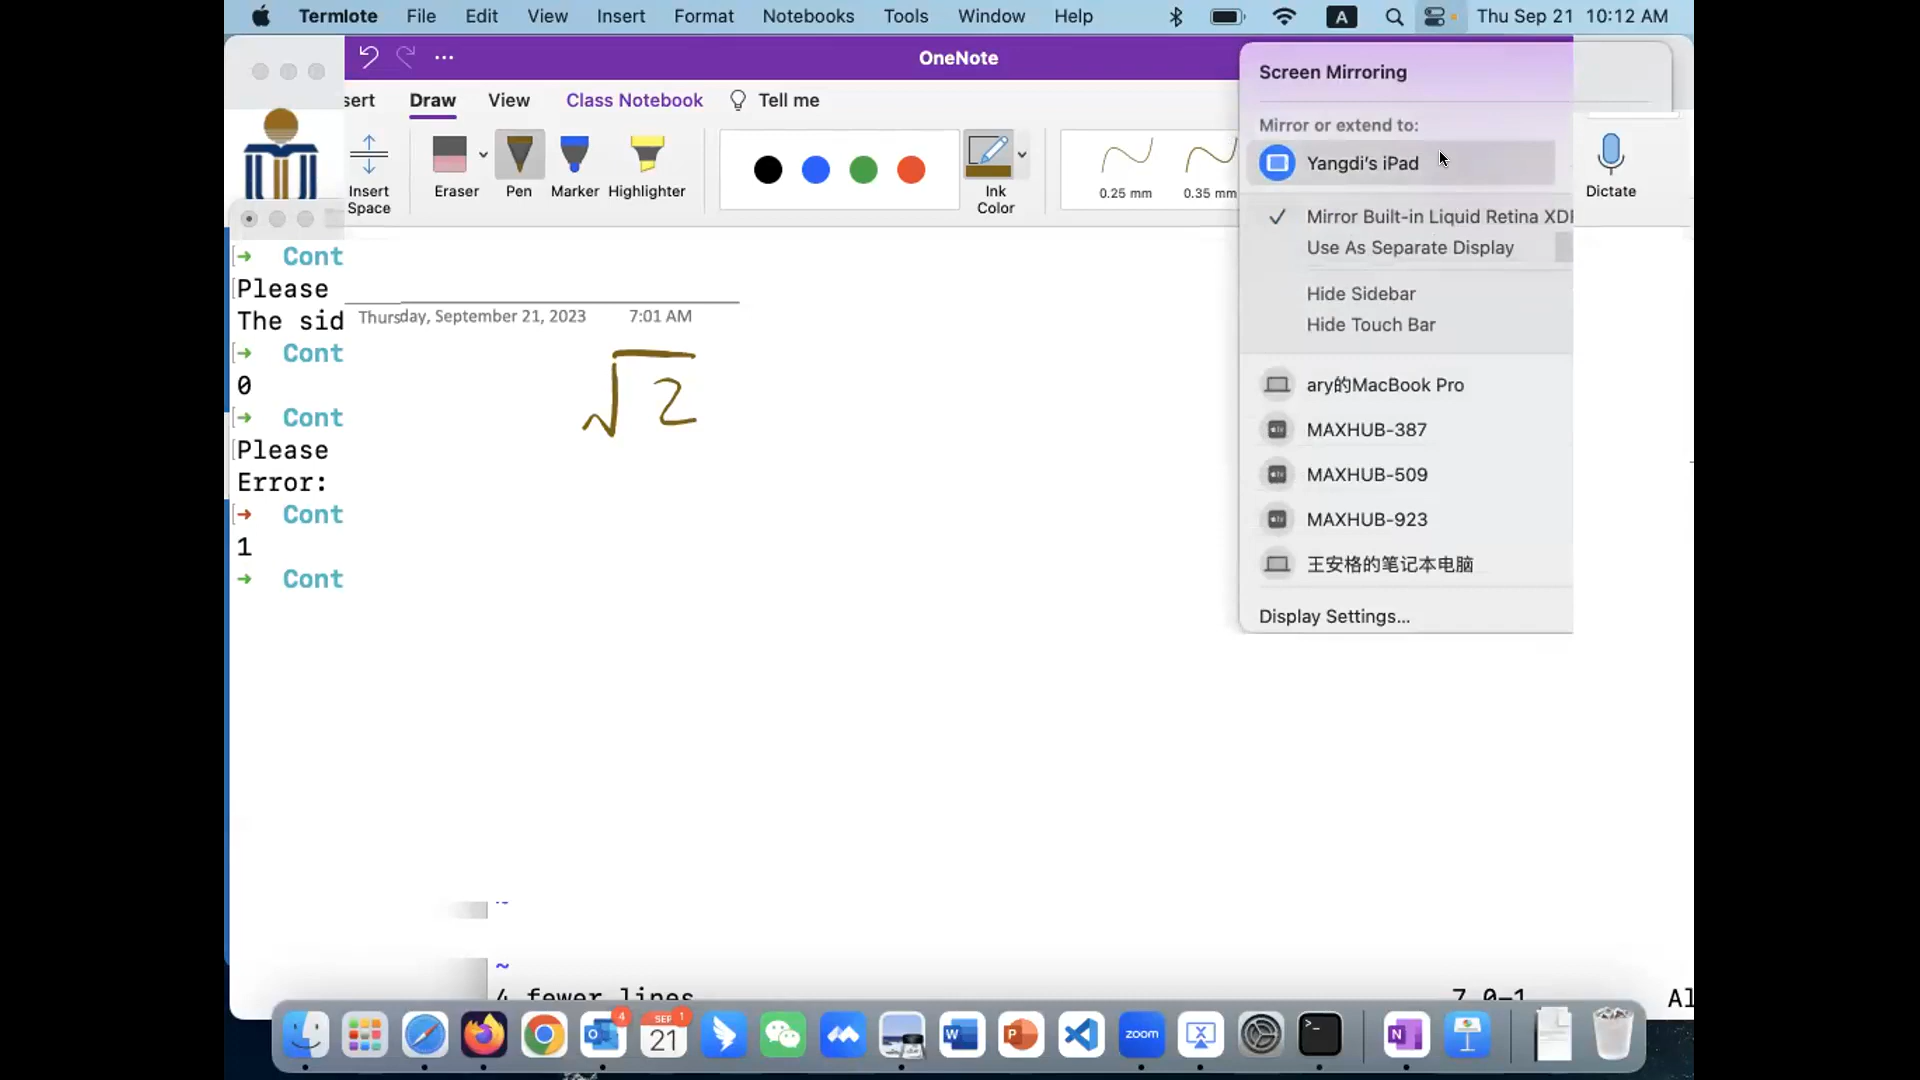 Termlote File Edit View Insert Format Notebooks Tools Window Help A Thu Sep 21 10:12 AM
OneNote
sert Draw View Class Notebook Tell me
Insert Space
Eraser
Pen
Marker
Highlighter
Ink Color
0.25 mm
0.35 mm
Dictate
Screen Mirroring
Mirror or extend to:
Yangdi's iPad
Mirror Built-in Liquid Retina XDR
Use As Separate Display
Hide Sidebar
Hide Touch Bar
ary的MacBook Pro
MAXHUB-387
MAXHUB-509
MAXHUB-923
王安格的笔记本电脑
Display Settings...
Cont
Please
The sid
Cont
0
Cont
Please
Error:
Cont
1
Cont
Thursday, September 21, 2023 7:01 AM
√2
~
~
4 fewer lines 7,0-1 Al
4
SEP 1
21
W
P
zoom
N